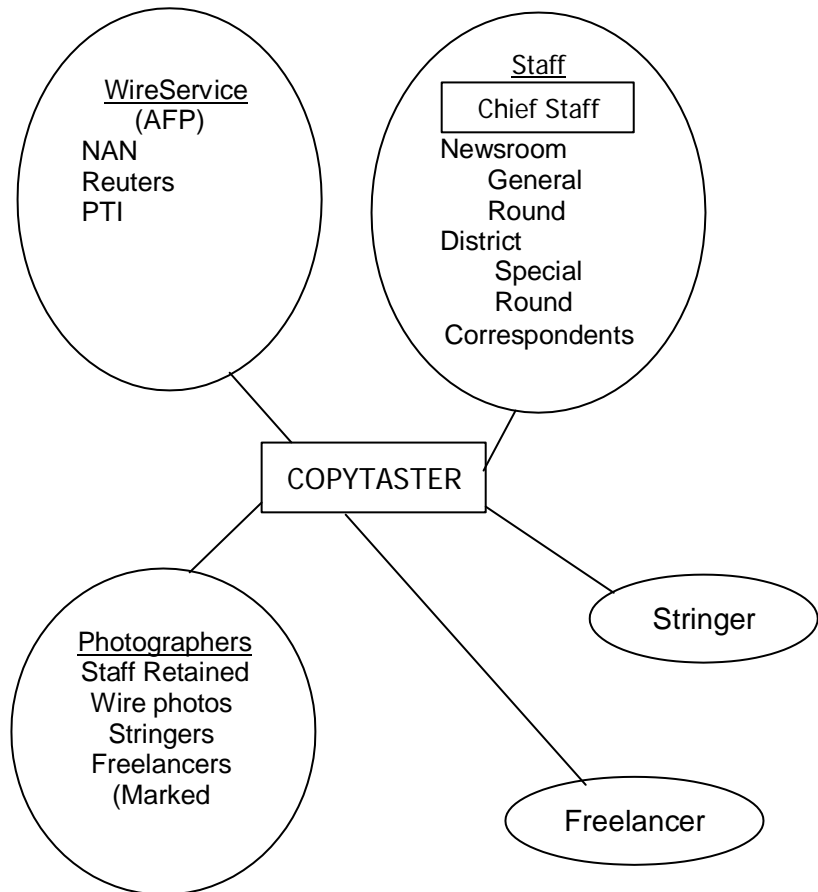 WireService
(AFP)
NAN
Reuters
PTI
Staff
Chief Staff
Newsroom
General
Round
District
Special
Round
Correspondents
COPYTASTER
Photographers
Staff Retained
Wire photos
Stringers
Freelancers
(Marked
Stringer
Freelancer